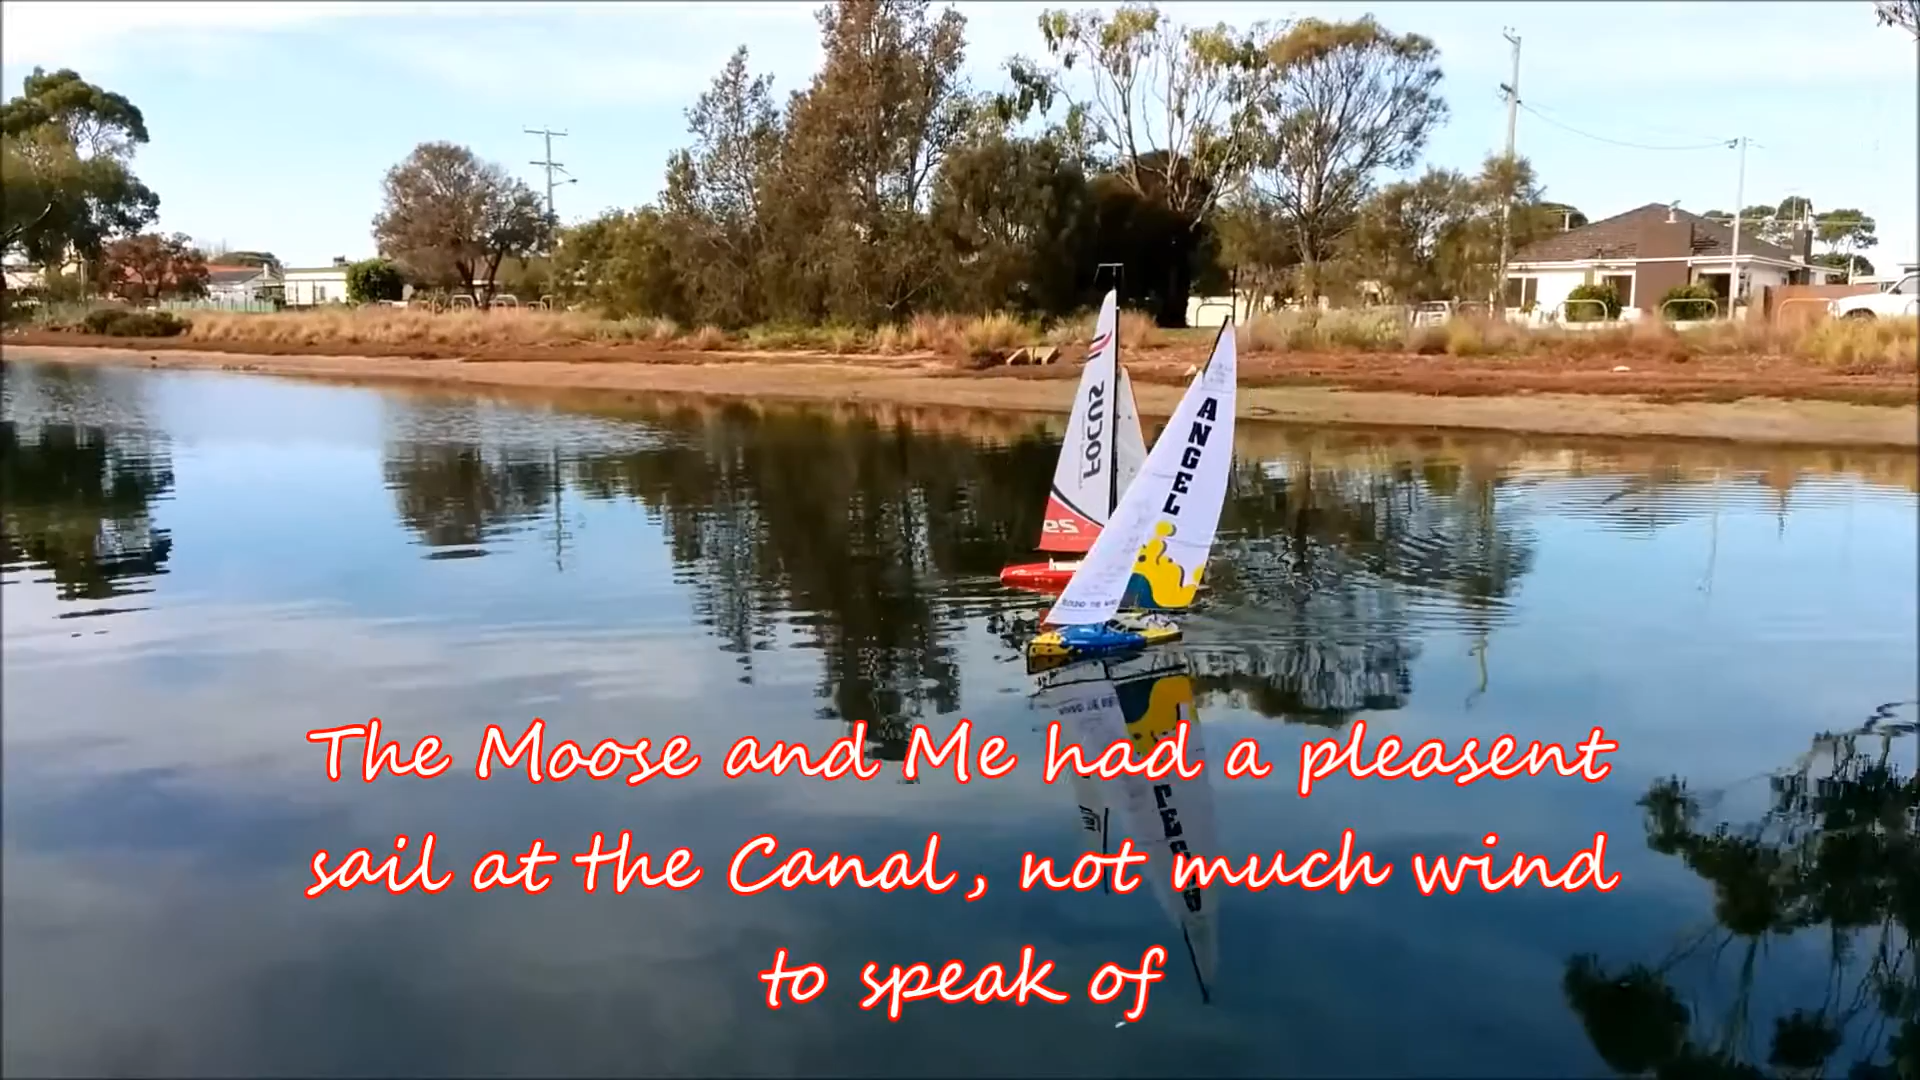 FOCUS
ANGEL
The Moose and Me had a pleasent
sail at the Canal, not much wind
to speak of